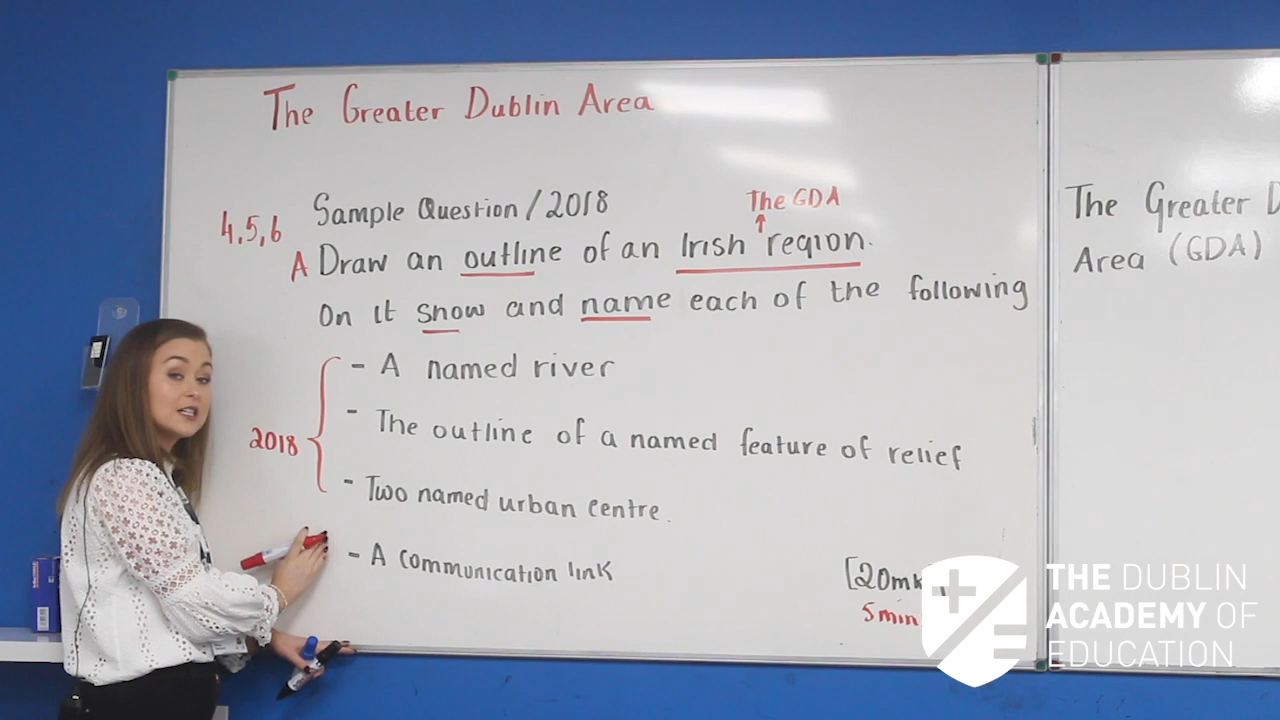 The Greater Dublin Area
4,5,6 Sample Question / 2018
The GDA
A Draw an outline of an Irish region.
On it show and name each of the following
- A named river
- The outline of a named feature of relief
2018
- Two named urban centre.
- A communication link
[20mk
5min
The Greater
Area (GDA)
THE DUBLIN
ACADEMY OF
EDUCATION